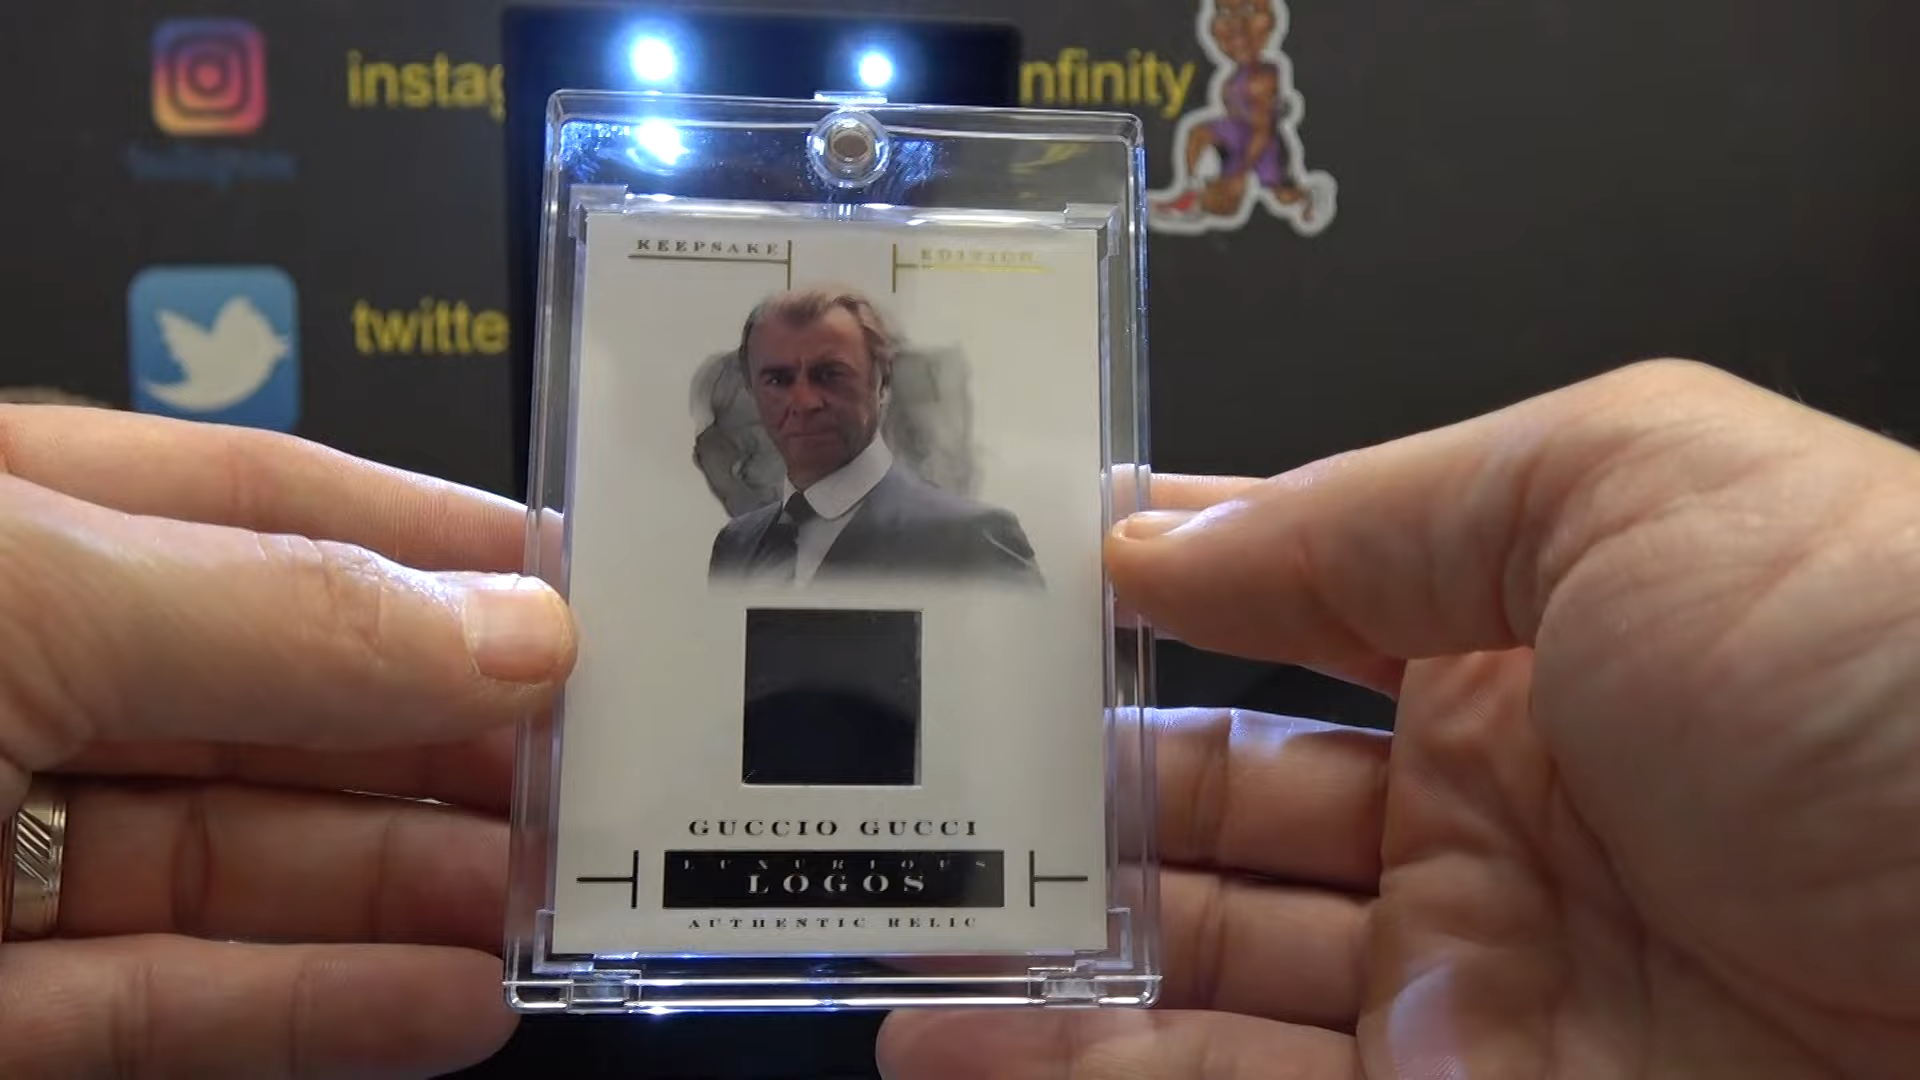 instag
nfinity
twitte
KEEPSAKE EDITION
GUCCIO GUCCI
LUXURIOUS
LOGOS
AUTHENTIC RELIC